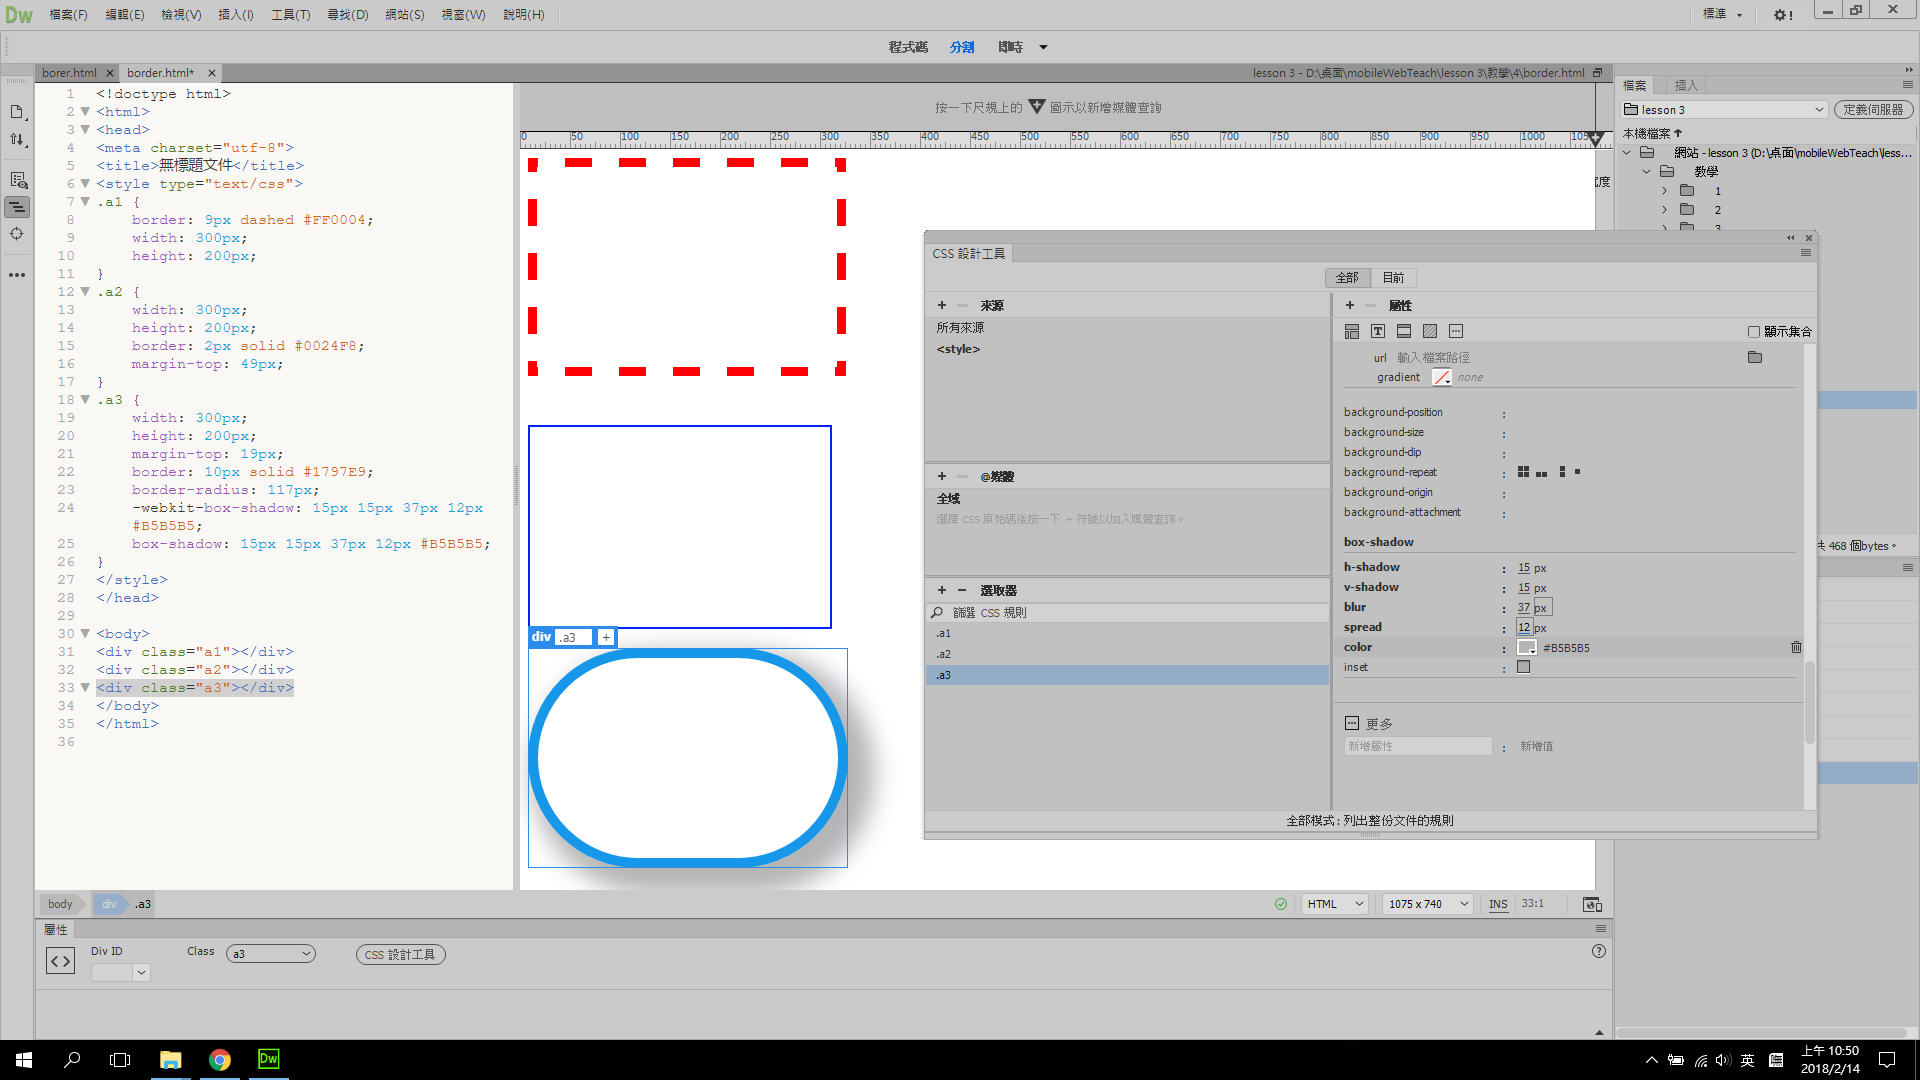 Dw 檔案(F) 編輯(E) 檢視(V) 插入(I) 工具(T) 尋找(D) 網站(S) 視窗(W) 說明(H) 標準
程式碼 分割 即時
borer.html border.html* lesson 3 - D:\桌面\mobileWebTeach\lesson 3\教學\4\border.html
按一下尺規上的 圖示以新增媒體查詢
0 50 100 150 200 250 300 350 400 450 500 550 600 650 700 750 800 850 900 950 1000 105
1 <!doctype html>
2 <html>
3 <head>
4 <meta charset="utf-8">
5 <title>無標題文件</title>
6 <style type="text/css">
7 .a1 {
8 border: 9px dashed #FF0004;
9 width: 300px;
10 height: 200px;
11 }
12 .a2 {
13 width: 300px;
14 height: 200px;
15 border: 2px solid #0024F8;
16 margin-top: 49px;
17 }
18 .a3 {
19 width: 300px;
20 height: 200px;
21 margin-top: 19px;
22 border: 10px solid #1797E9;
23 border-radius: 117px;
24 -webkit-box-shadow: 15px 15px 37px 12px
#B5B5B5;
25 box-shadow: 15px 15px 37px 12px #B5B5B5;
26 }
27 </style>
28 </head>
29
30 <body>
31 <div class="a1"></div>
32 <div class="a2"></div>
33 <div class="a3"></div>
34 </body>
35 </html>
36
div .a3 +
CSS 設計工具
全部 目前
+ 來源
所有來源
<style>
+ @媒體
全域
選擇 CSS 原始碼後按一下 + 符號以加入媒體查詢。
+ − 選取器
篩選 CSS 規則
.a1
.a2
.a3
+ 屬性
顯示集合
url 輸入檔案路徑
gradient none
background-position :
background-size :
background-clip :
background-repeat
background-origin :
background-attachment :
box-shadow
h-shadow : 15 px
v-shadow : 15 px
blur : 37 px
spread : 12 px
color : #B5B5B5
inset :
更多
新增屬性 : 新增值
全部模式 : 列出整份文件的規則
檔案 插入
lesson 3 定義伺服器
本機檔案
網站 - lesson 3 (D:\桌面\mobileWebTeach\less...
教學
1
2
3
共 468 個bytes。
body div .a3 HTML 1075 x 740 INS 33:1
屬性
Div ID Class a3 CSS 設計工具
Dw 英 上午 10:50
2018/2/14